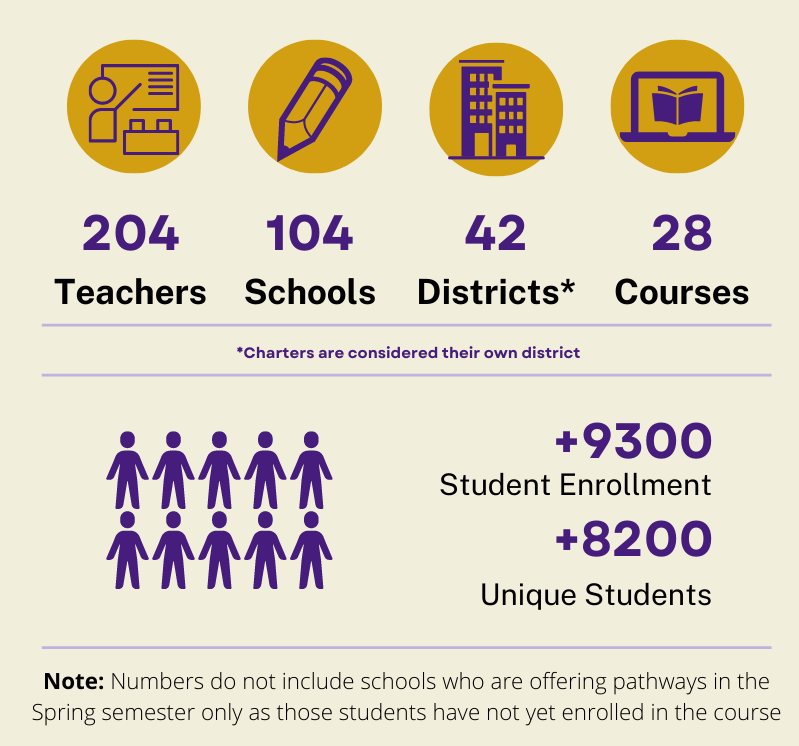 204 104 42 28
Teachers Schools Districts* Courses
*Charters are considered their own district
+9300
Student Enrollment
+8200
Unique Students
Note: Numbers do not include schools who are offering pathways in the
Spring semester only as those students have not yet enrolled in the course